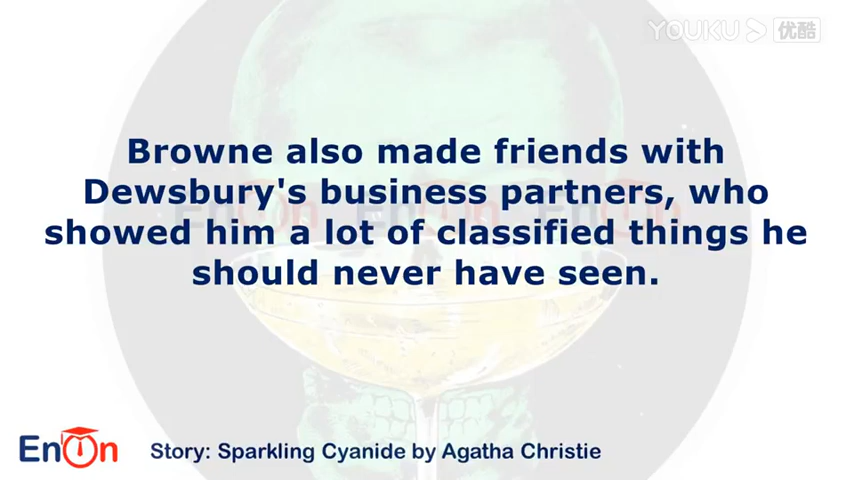 YOUKU 优酷
Browne also made friends with
Dewsbury's business partners, who
showed him a lot of classified things he
should never have seen.
EnOn
Story: Sparkling Cyanide by Agatha Christie